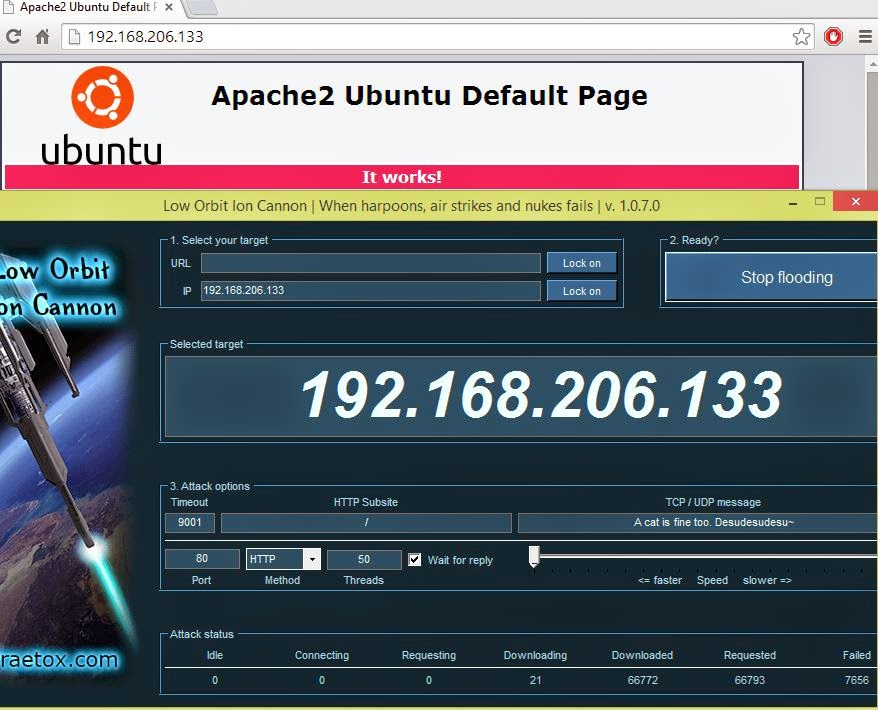 Apache2 Ubuntu Default P
192.168.206.133
Apache2 Ubuntu Default Page
ubuntu
It works!
Low Orbit Ion Cannon | When harpoons, air strikes and nukes fails | v. 1.0.7.0
Low Orbit
on Cannon
raetox.com
1. Select your target
URL
Lock on
IP
192.168.206.133
Lock on
2. Ready?
Stop flooding
Selected target
192.168.206.133
3. Attack options
Timeout
HTTP Subsite
TCP / UDP message
9001
/
A cat is fine too. Desudesudesu~
80
HTTP
50
Wait for reply
Port
Method
Threads
<= faster
Speed
slower =>
Attack status
Idle
Connecting
Requesting
Downloading
Downloaded
Requested
Failed
0
0
0
21
66772
66793
7656